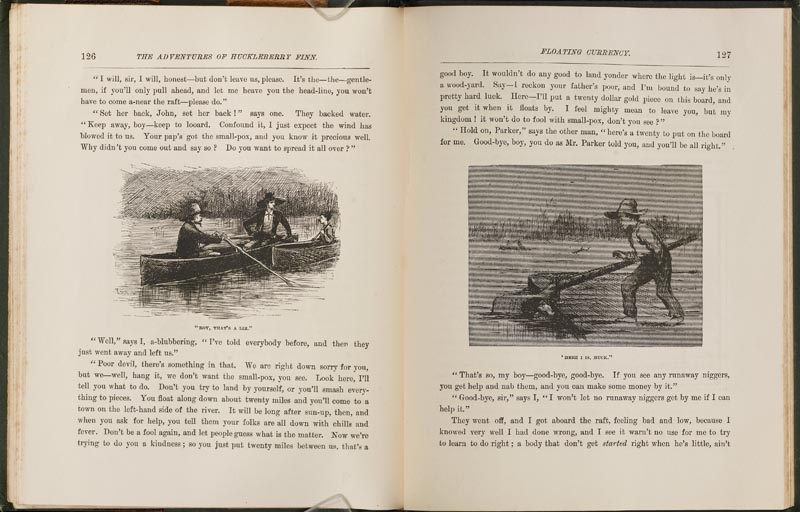 126
THE ADVENTURES OF HUCKLEBERRY FINN.
“I will, sir, I will, honest—but don't leave us, please. It's the—the—gentle-
men, if you'll only pull ahead, and let me heave you the head-line, you won't
have to come a-near the raft—please do.”
“Set her back, John, set her back!” says one. They backed water.
“Keep away, boy—keep to looard. Confound it, I just expect the wind has
blowed it to us. Your pap's got the small-pox, and you know it precious well.
Why didn't you come out and say so? Do you want to spread it all over?”
“BOY, THAT'S A LIE.”
“Well,” says I, a-blubbering, “I've told everybody before, and then they
just went away and left us.”
“Poor devil, there's something in that. We are right down sorry for you,
but we—well, hang it, we don't want the small-pox, you see. Look here, I'll
tell you what to do. Don't you try to land by yourself, or you'll smash every-
thing to pieces. You float along down about twenty miles and you'll come to a
town on the left-hand side of the river. It will be long after sun-up, then, and
when you ask for help, you tell them your folks are all down with chills and
fever. Don't be a fool again, and let people guess what is the matter. Now we're
trying to do you a kindness; so you just put twenty miles between us, that's a
FLOATING CURRENCY.
127
good boy. It wouldn't do any good to land yonder where the light is—it's only
a wood-yard. Say—I reckon your father's poor, and I'm bound to say he's in
pretty hard luck. Here—I'll put a twenty dollar gold piece on this board, and
you get it when it floats by. I feel mighty mean to leave you, but my
kingdom! it won't do to fool with small-pox, don't you see?”
“Hold on, Parker,” says the other man, “here's a twenty to put on the board
for me. Good-bye, boy, you do as Mr. Parker told you, and you'll be all right.”
“HERE I IS, HUCK.”
“That's so, my boy—good-bye, good-bye. If you see any runaway niggers,
you get help and nab them, and you can make some money by it.”
“Good-bye, sir,” says I, “I won't let no runaway niggers get by me if I can
help it.”
They went off, and I got aboard the raft, feeling bad and low, because I
knowed very well I had done wrong, and I see it warn't no use for me to try
to learn to do right; a body that don't get started right when he's little, ain't